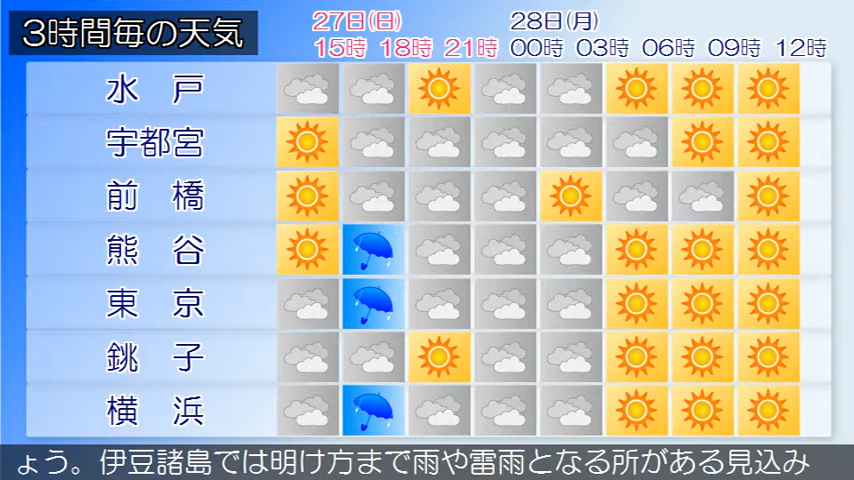 3時間毎の天気
27日(日) 28日(月)
15時 18時 21時 00時 03時 06時 09時 12時
水戸
宇都宮
前橋
熊谷
東京
銚子
横浜
ょう。伊豆諸島では明け方まで雨や雷雨となる所がある見込み